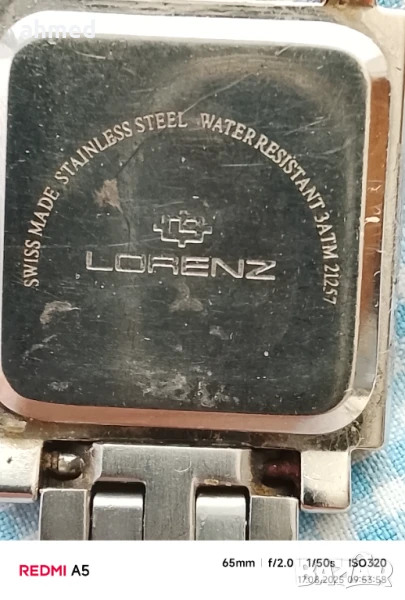 ahmed
SWISS MADE STAINLESS STEEL WATER RESISTANT 3ATM 21257
LORENZ
65mm | f/2.0 | 1/50s | ISO320
REDMI A5
17.08.2025 09:53:58